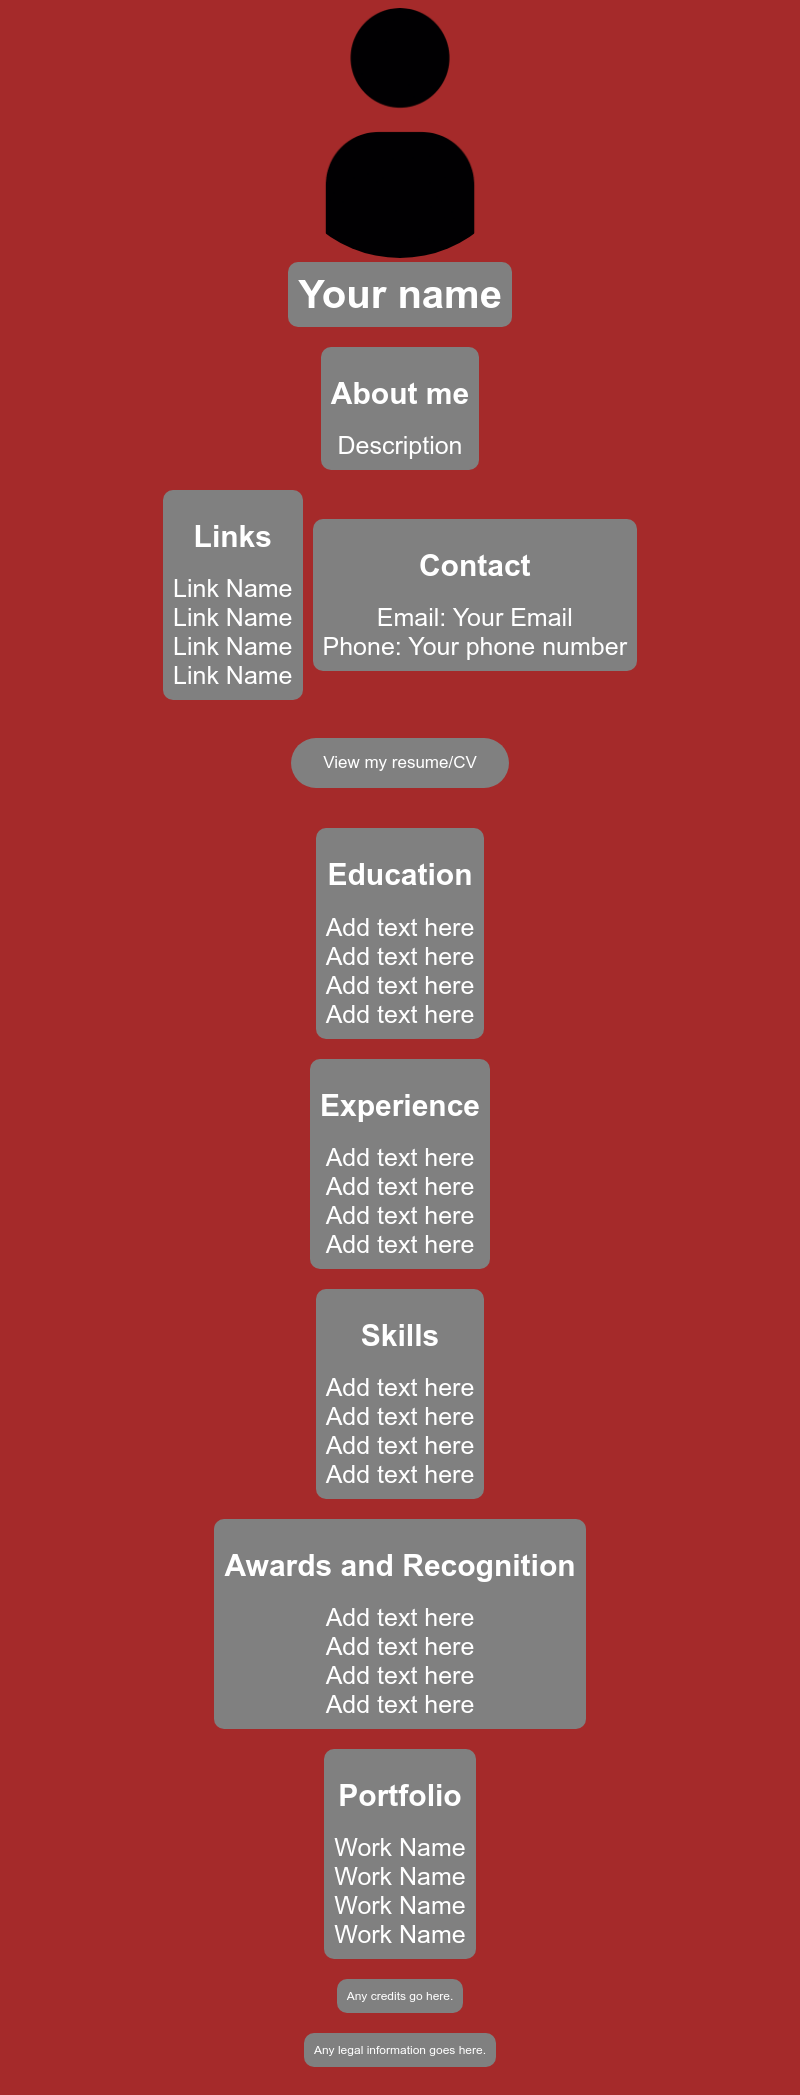 Your name
About me
Description
Links
Link Name
Link Name
Link Name
Link Name
Contact
Email: Your Email
Phone: Your phone number
View my resume/CV
Education
Add text here
Add text here
Add text here
Add text here
Experience
Add text here
Add text here
Add text here
Add text here
Skills
Add text here
Add text here
Add text here
Add text here
Awards and Recognition
Add text here
Add text here
Add text here
Add text here
Portfolio
Work Name
Work Name
Work Name
Work Name
Any credits go here.
Any legal information goes here.